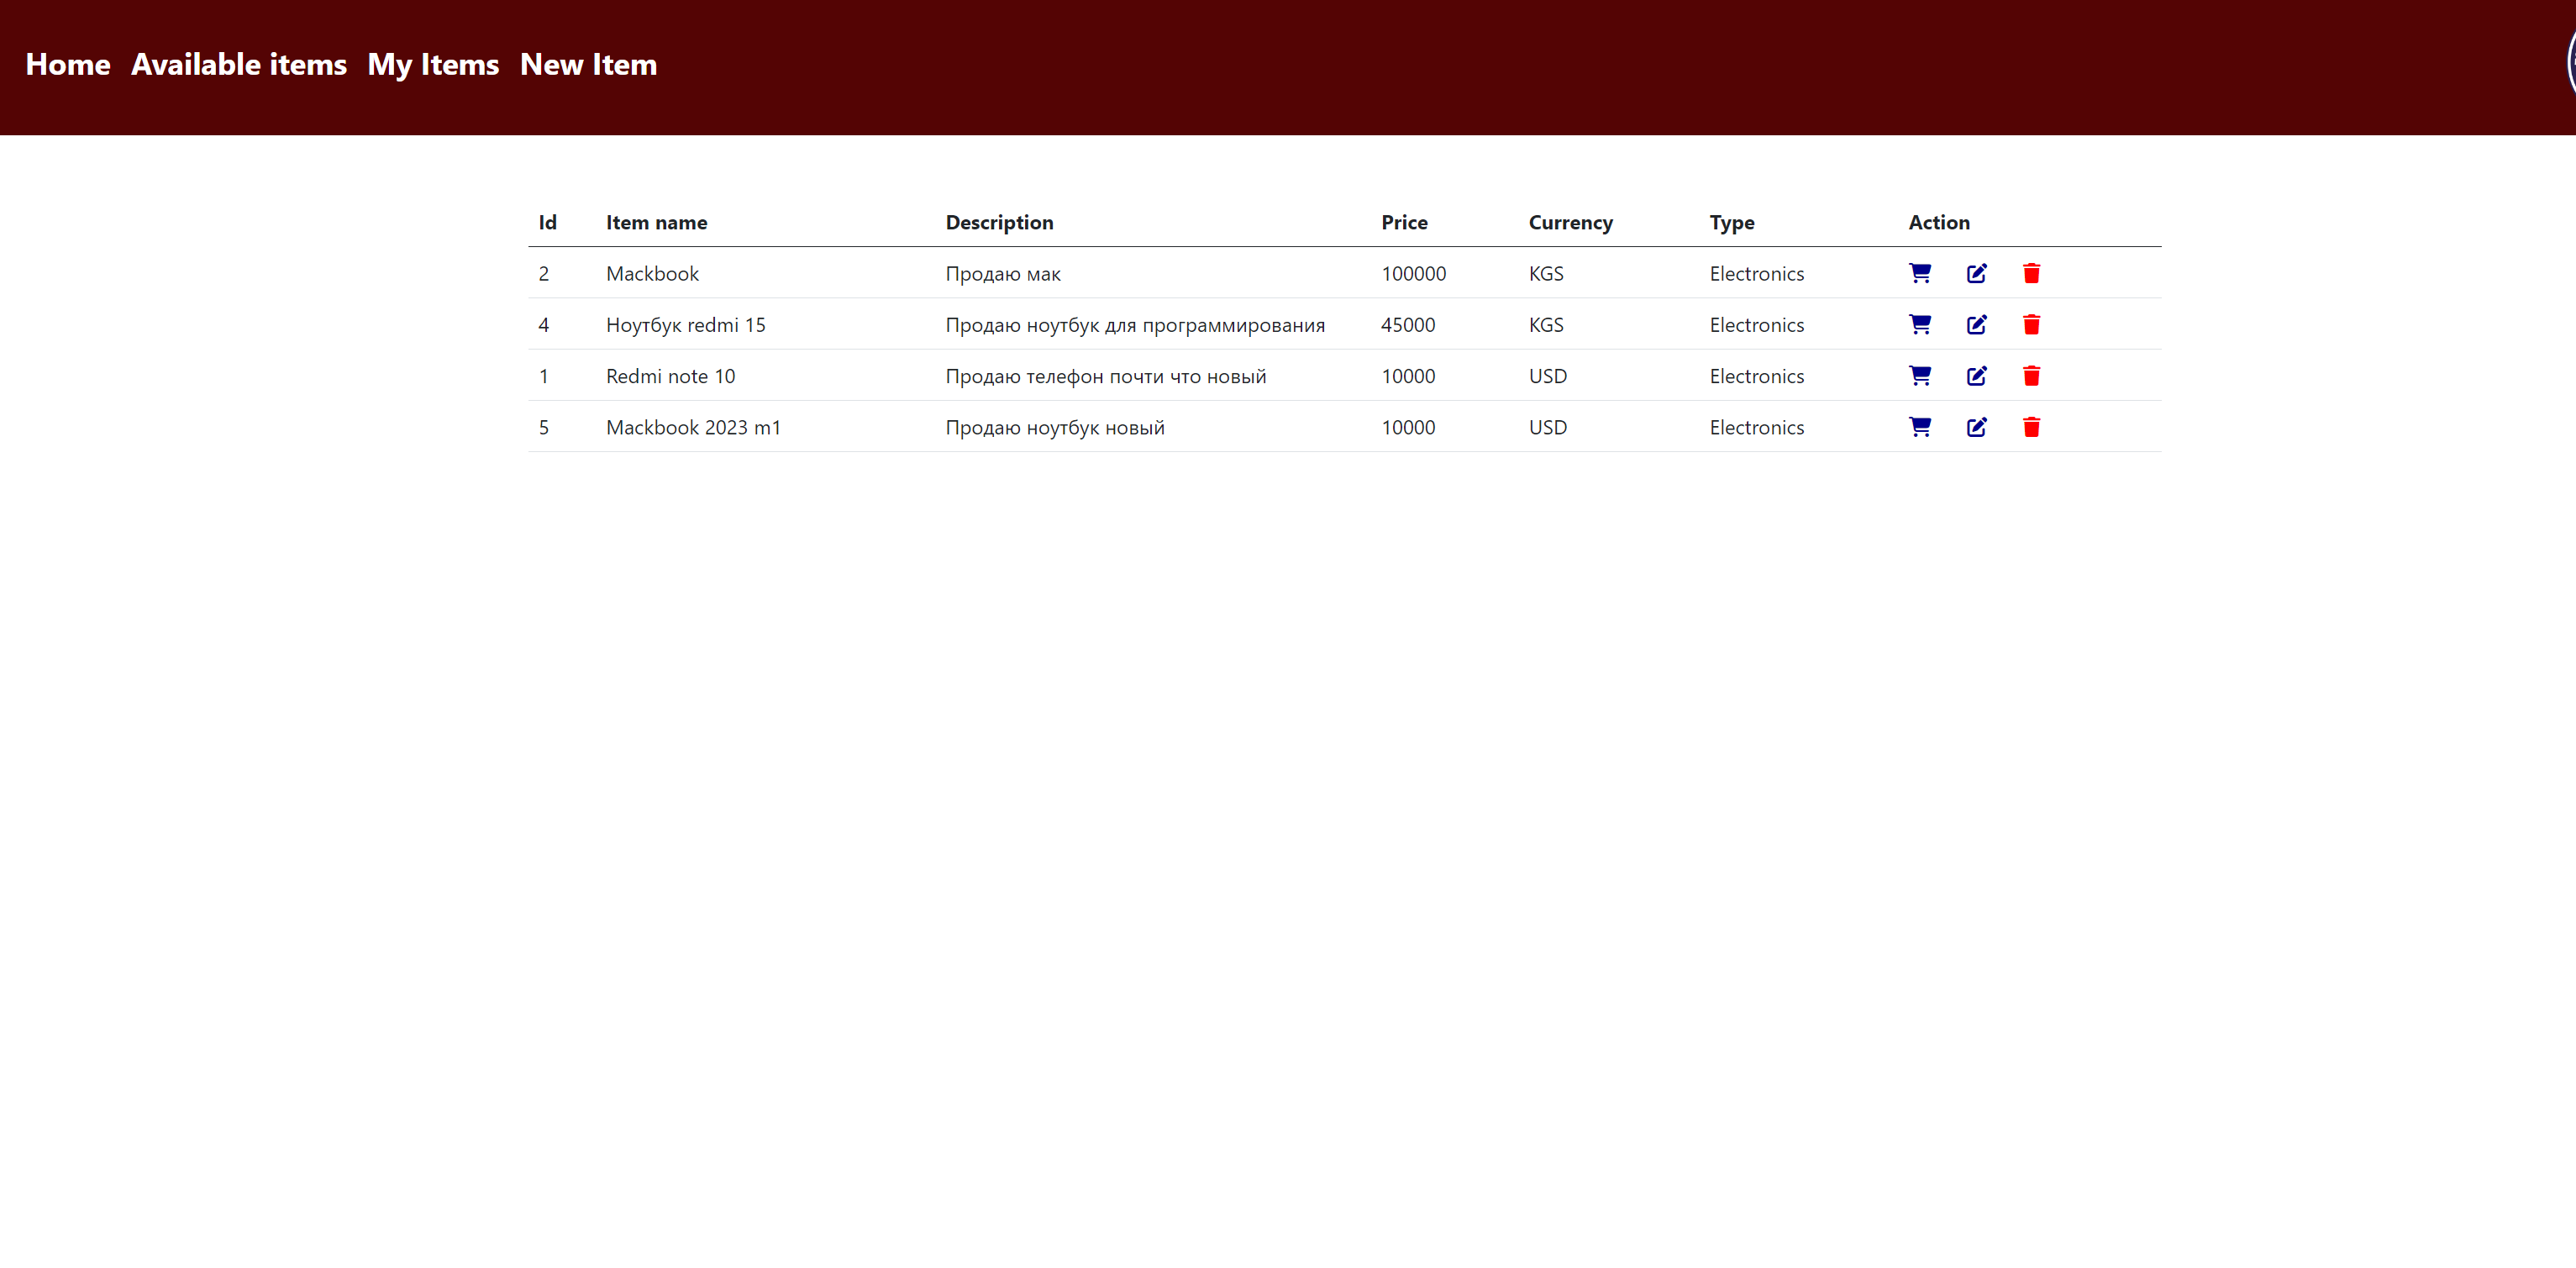 Home Available items My Items New Item
Id Item name Description Price Currency Type Action
2 Mackbook Продаю мак 100000 KGS Electronics
4 Ноутбук redmi 15 Продаю ноутбук для программирования 45000 KGS Electronics
1 Redmi note 10 Продаю телефон почти что новый 10000 USD Electronics
5 Mackbook 2023 m1 Продаю ноутбук новый 10000 USD Electronics